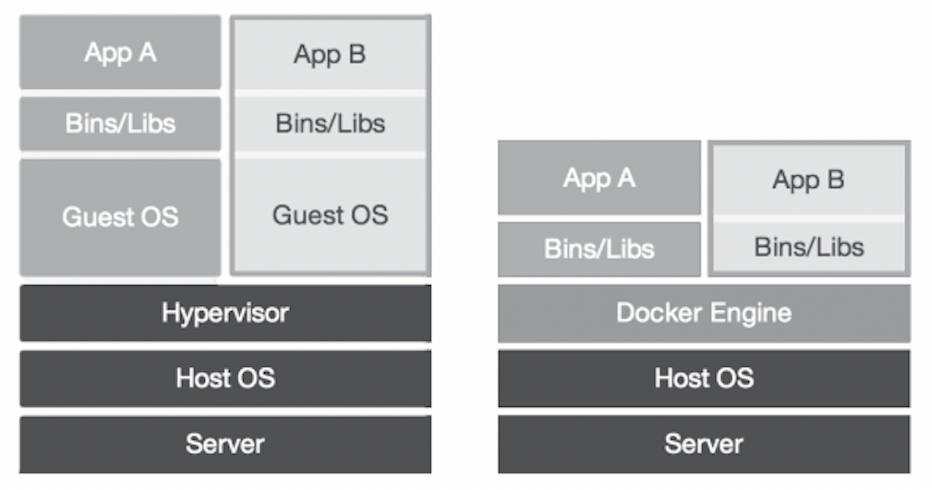 App A
Bins/Libs
Guest OS
App B
Bins/Libs
Guest OS
Hypervisor
Host OS
Server
App A
Bins/Libs
App B
Bins/Libs
Docker Engine
Host OS
Server